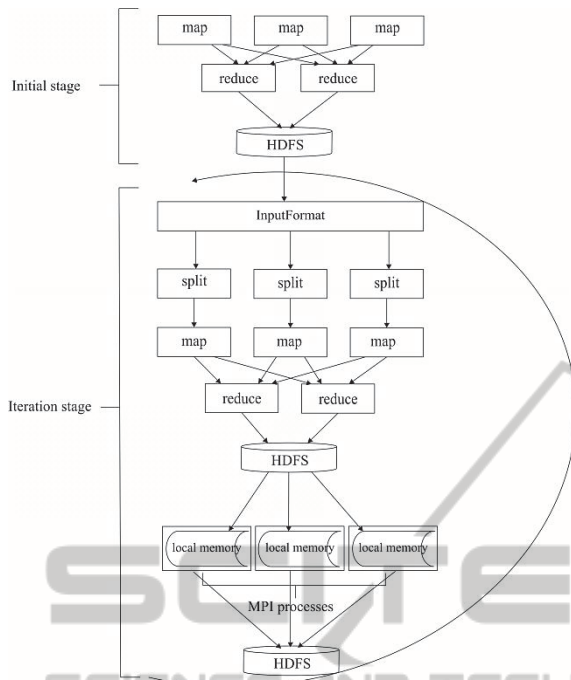 map map map
reduce reduce
Initial stage
HDFS
InputFormat
split split split
map map map
reduce reduce
Iteration stage
HDFS
local memory local memory local memory
MPI processes
HDFS